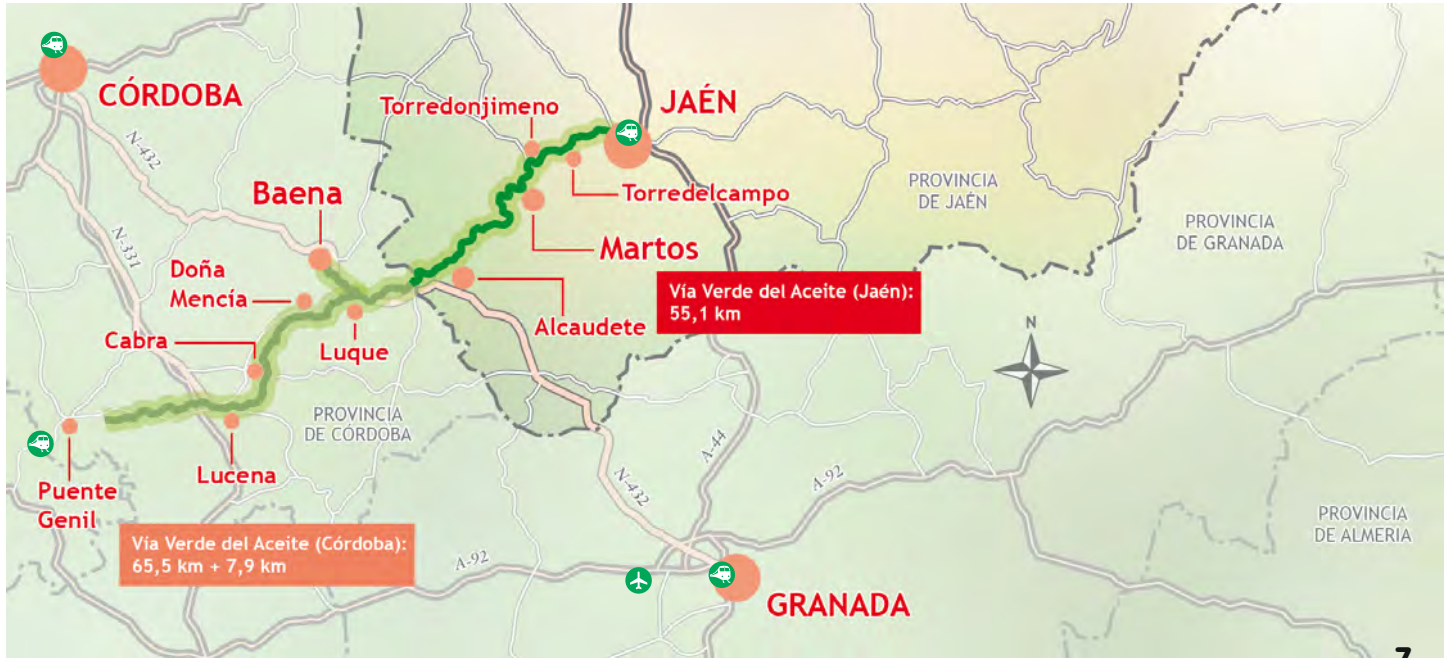 CÓRDOBA
N-432
Torredonjimeno
JAÉN
Baena
Torredelcampo
PROVINCIA
DE JAÉN
PROVINCIA
DE GRANADA
Martos
N-331
Doña
Mencía
Vía Verde del Aceite (Jaén):
55,1 km
Alcaudete
Cabra
Luque
N
PROVINCIA
DE CÓRDOBA
Lucena
A-44
N-432
A-92
Puente
Genil
PROVINCIA
DE ALMERIA
Vía Verde del Aceite (Córdoba):
65,5 km + 7,9 km
A-92
GRANADA